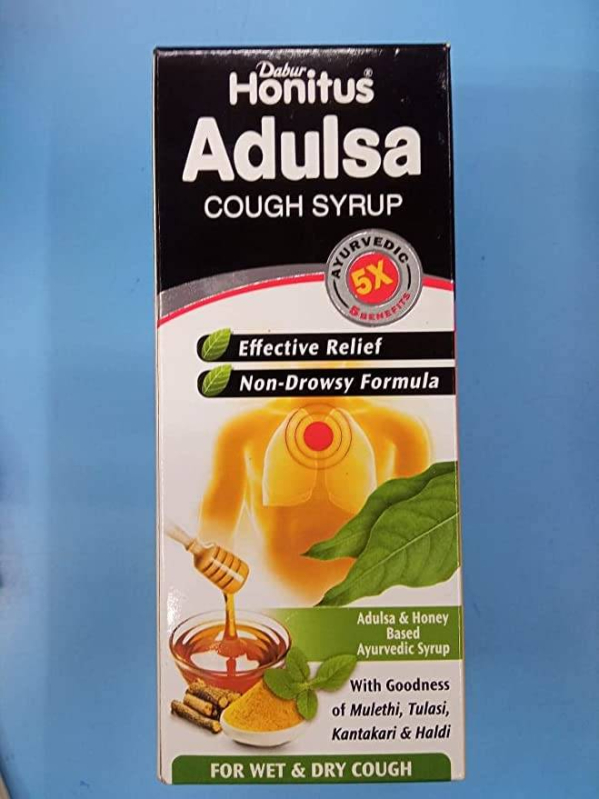 Dabur
Honitus®
Adulsa
COUGH SYRUP
AYURVEDIC
5X
5 BENEFITS
Effective Relief
Non-Drowsy Formula
Adulsa & Honey
Based
Ayurvedic Syrup
With Goodness
of Mulethi, Tulasi,
Kantakari & Haldi
FOR WET & DRY COUGH